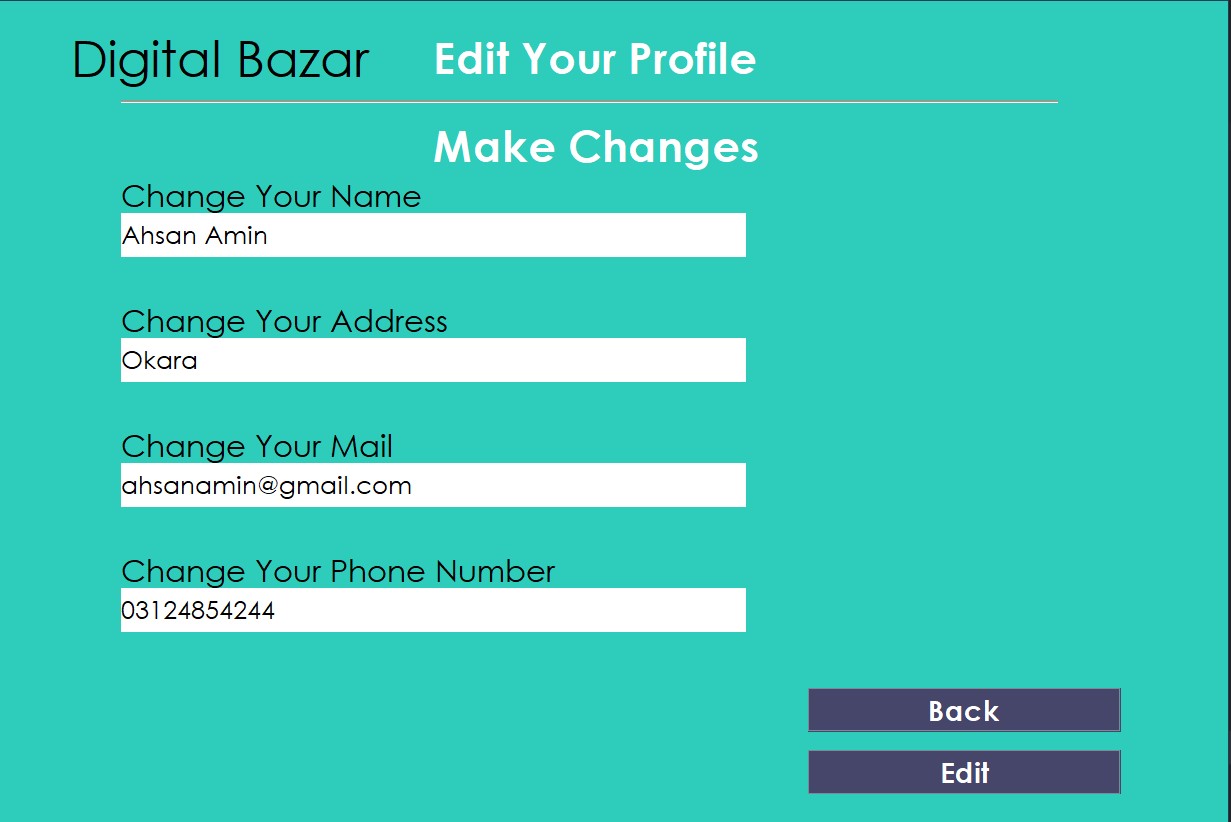 Digital Bazar
Edit Your Profile
Make Changes
Change Your Name
Ahsan Amin
Change Your Address
Okara
Change Your Mail
ahsanamin@gmail.com
Change Your Phone Number
03124854244
Back
Edit